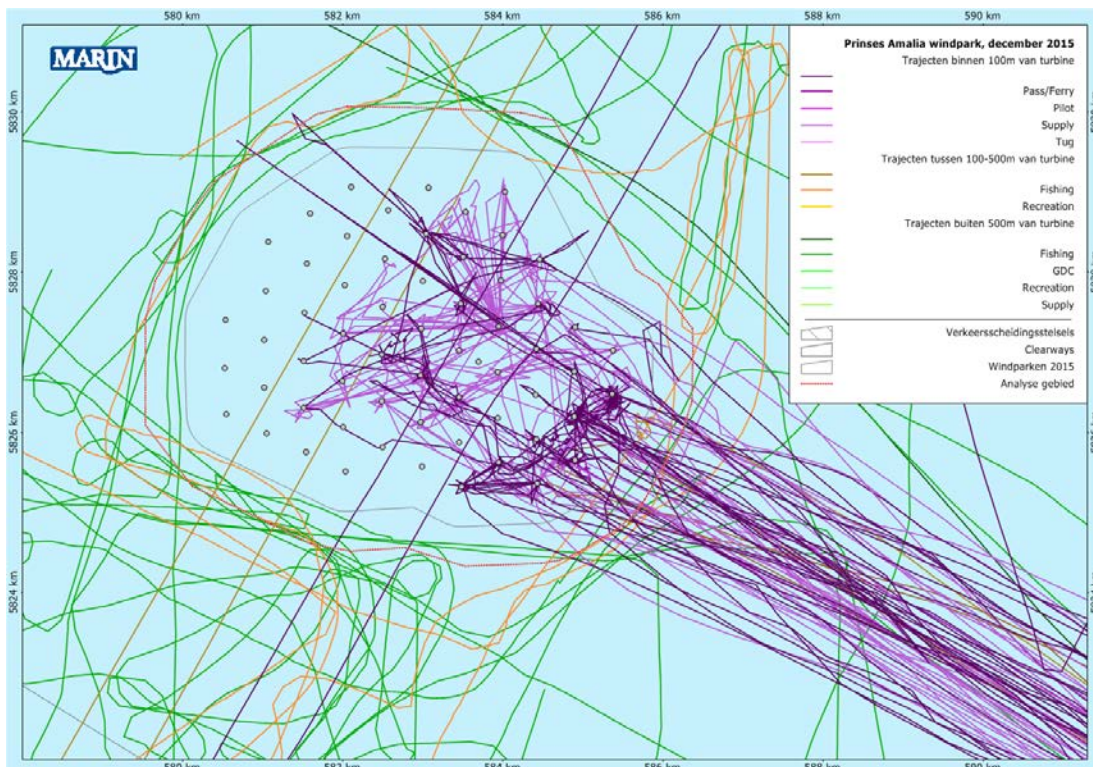 580 km 582 km 584 km 586 km 588 km 590 km
MARIN
5830 km
5828 km
5826 km
5824 km
Prinses Amalia windpark, december 2015
Trajecten binnen 100m van turbine
Pass/Ferry
Pilot
Supply
Tug
Trajecten tussen 100-500m van turbine
Fishing
Recreation
Trajecten buiten 500m van turbine
Fishing
GDC
Recreation
Supply
Verkeersscheidingsstelsels
Clearways
Windparken 2015
Analyse gebied